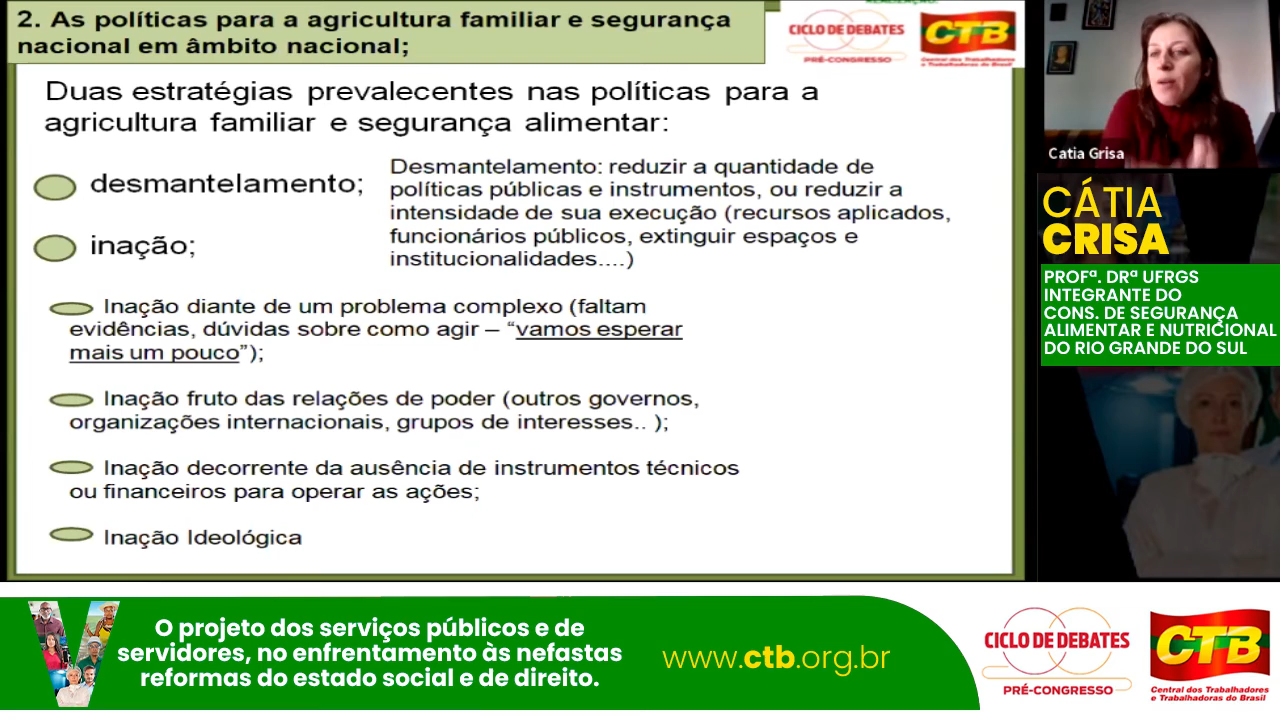 2. As políticas para a agricultura familiar e segurança
nacional em âmbito nacional;
REALIZAÇÃO:
CICLO DE DEBATES
PRÉ-CONGRESSO
CTB
Central dos Trabalhadores
e Trabalhadoras do Brasil
Duas estratégias prevalecentes nas políticas para a
agricultura familiar e segurança alimentar:
desmantelamento;
inação;
Desmantelamento: reduzir a quantidade de
políticas públicas e instrumentos, ou reduzir a
intensidade de sua execução (recursos aplicados,
funcionários públicos, extinguir espaços e
institucionalidades....)
Inação diante de um problema complexo (faltam
evidências, dúvidas sobre como agir – “vamos esperar
mais um pouco”);
Inação fruto das relações de poder (outros governos,
organizações internacionais, grupos de interesses.. );
Inação decorrente da ausência de instrumentos técnicos
ou financeiros para operar as ações;
Inação Ideológica
Catia Grisa
CÁTIA
CRISA
PROFª. DRª UFRGS
INTEGRANTE DO
CONS. DE SEGURANÇA
ALIMENTAR E NUTRICIONAL
DO RIO GRANDE DO SUL
O projeto dos serviços públicos e de
servidores, no enfrentamento às nefastas
reformas do estado social e de direito.
www.ctb.org.br
CICLO DE DEBATES
PRÉ-CONGRESSO
CTB
Central dos Trabalhadores
e Trabalhadoras do Brasil